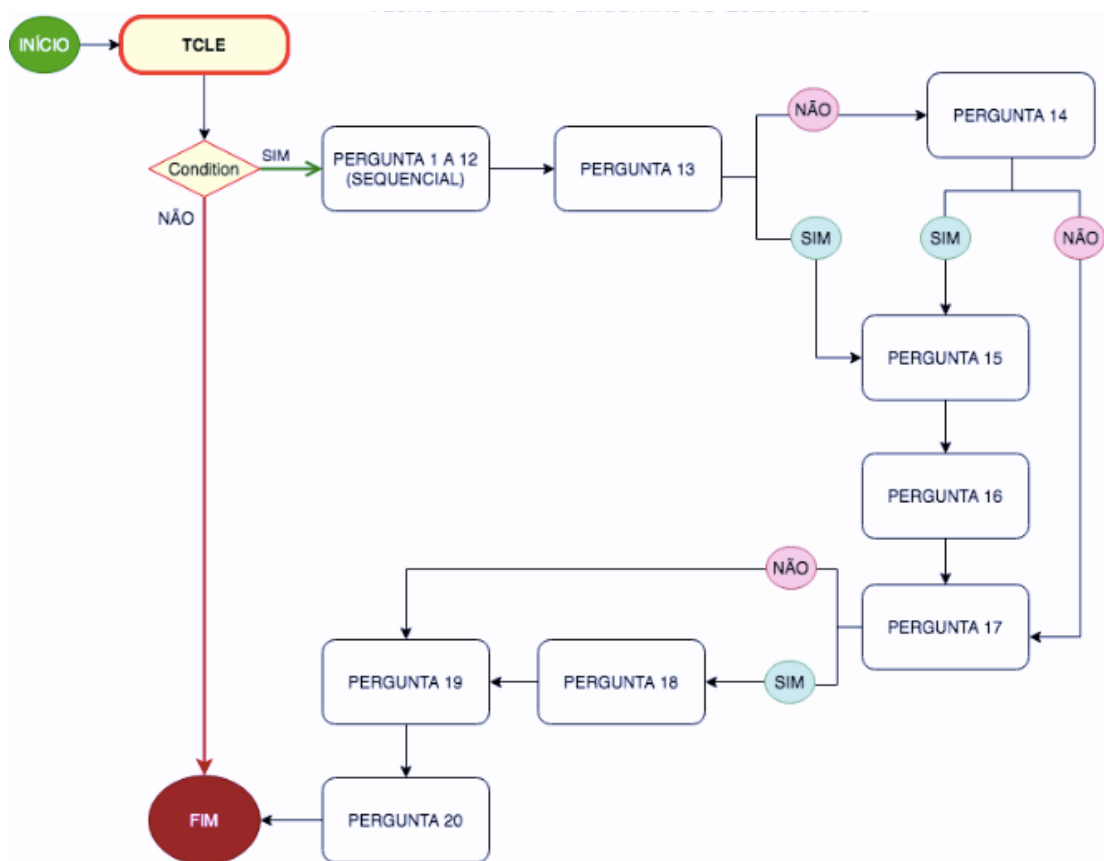 INÍCIO
TCLE
Condition
SIM
NÃO
PERGUNTA 1 A 12
(SEQUENCIAL)
PERGUNTA 13
NÃO
PERGUNTA 14
SIM
SIM
NÃO
PERGUNTA 15
PERGUNTA 16
NÃO
PERGUNTA 17
PERGUNTA 19
PERGUNTA 18
SIM
FIM
PERGUNTA 20